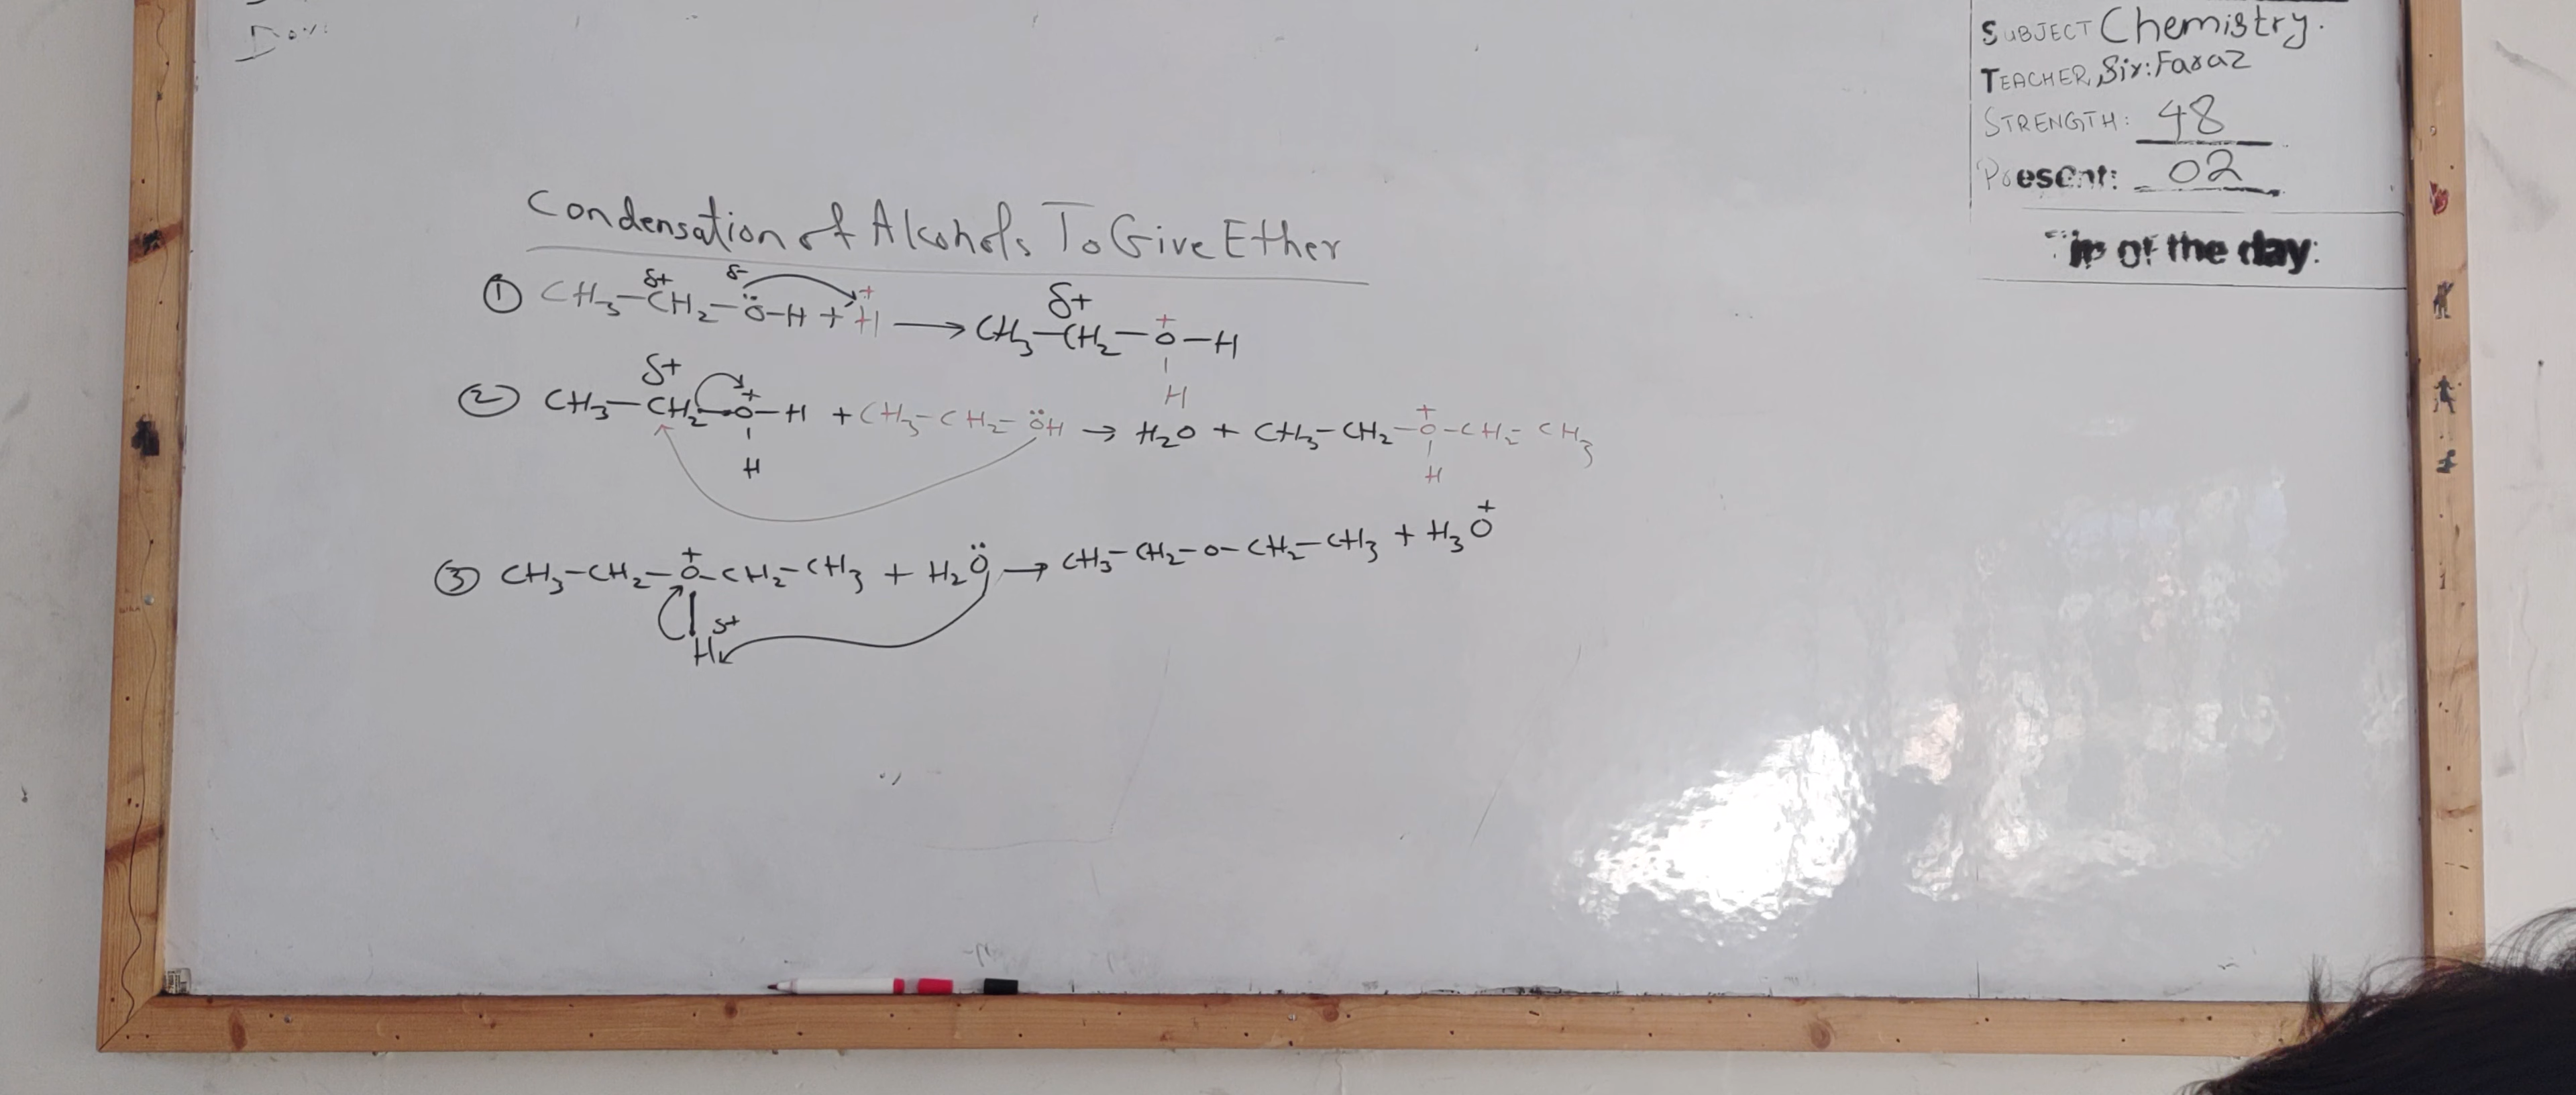 SUBJECT Chemistry.
TEACHER Sir: Faraz
STRENGTH: 48
Present: 02
of the day:
Condensation of Alcohols To Give Ether
① CH₃–CH₂^δ+–Ö^δ-–H + H⁺ ⟶ CH₃–CH₂^δ+–O⁺–H
H
② CH₃–CH₂^δ+–O⁺–H + CH₃–CH₂–ÖH → H₂O + CH₃–CH₂–O⁺–CH₂–CH₃
H H
③ CH₃–CH₂–O⁺–CH₂–CH₃ + H₂Ö → CH₃–CH₂–O–CH₂–CH₃ + H₃O⁺
H^δ+